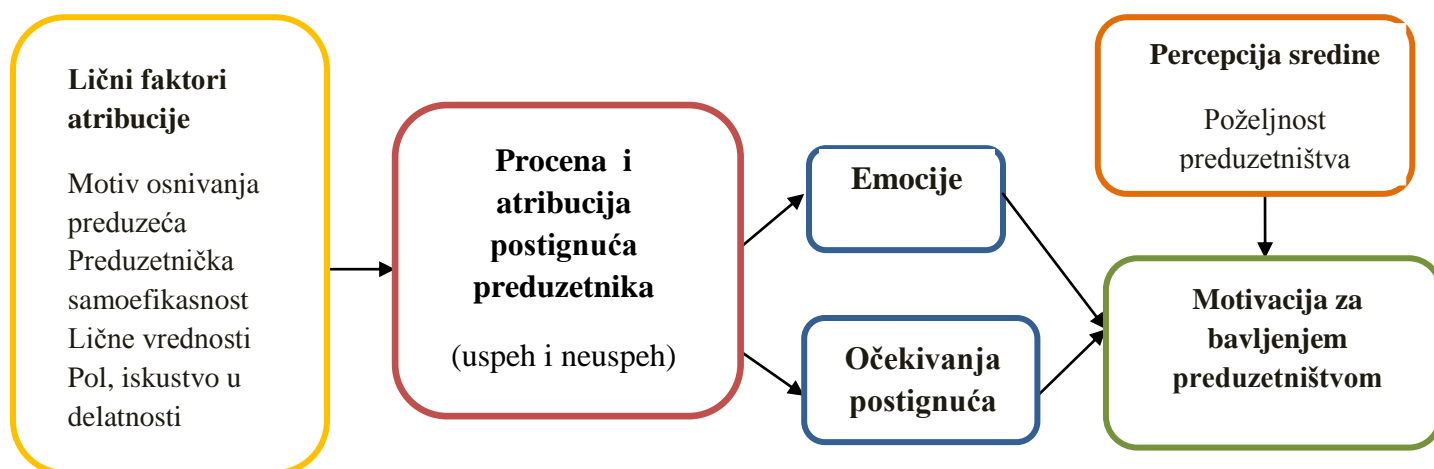 Lični faktori
atribucije
Motiv osnivanja
preduzeća
Preduzetnička
samoefikasnost
Lične vrednosti
Pol, iskustvo u
delatnosti
Procena i
atribucija
postignuća
preduzetnika
(uspeh i neuspeh)
Emocije
Očekivanja
postignuća
Percepcija sredine
Poželjnost
preduzetništva
Motivacija za
bavljenjem
preduzetništvom